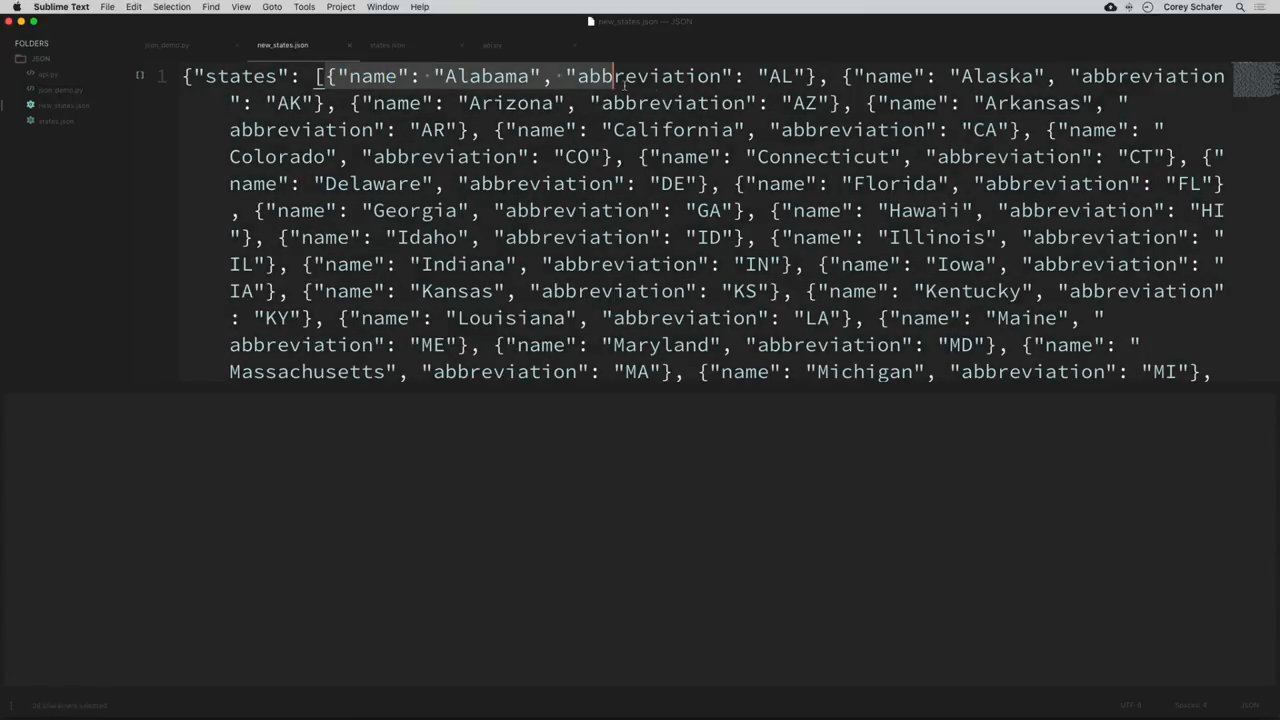 Sublime Text File Edit Selection Find View Goto Tools Project Window Help Corey Schafer
new_states.json — JSON
FOLDERS
JSON
api.py
json_demo.py
new_states.json
states.json
json_demo.py new_states.json states.json api.py
1 {"states": [{"name": "Alabama", "abbreviation": "AL"}, {"name": "Alaska", "abbreviation
": "AK"}, {"name": "Arizona", "abbreviation": "AZ"}, {"name": "Arkansas", "
abbreviation": "AR"}, {"name": "California", "abbreviation": "CA"}, {"name": "
Colorado", "abbreviation": "CO"}, {"name": "Connecticut", "abbreviation": "CT"}, {"
name": "Delaware", "abbreviation": "DE"}, {"name": "Florida", "abbreviation": "FL"}
, {"name": "Georgia", "abbreviation": "GA"}, {"name": "Hawaii", "abbreviation": "HI
"}, {"name": "Idaho", "abbreviation": "ID"}, {"name": "Illinois", "abbreviation": "
IL"}, {"name": "Indiana", "abbreviation": "IN"}, {"name": "Iowa", "abbreviation": "
IA"}, {"name": "Kansas", "abbreviation": "KS"}, {"name": "Kentucky", "abbreviation"
: "KY"}, {"name": "Louisiana", "abbreviation": "LA"}, {"name": "Maine", "
abbreviation": "ME"}, {"name": "Maryland", "abbreviation": "MD"}, {"name": "
Massachusetts", "abbreviation": "MA"}, {"name": "Michigan", "abbreviation": "MI"},
characters selected UTF-8 Spaces: 4 JSON